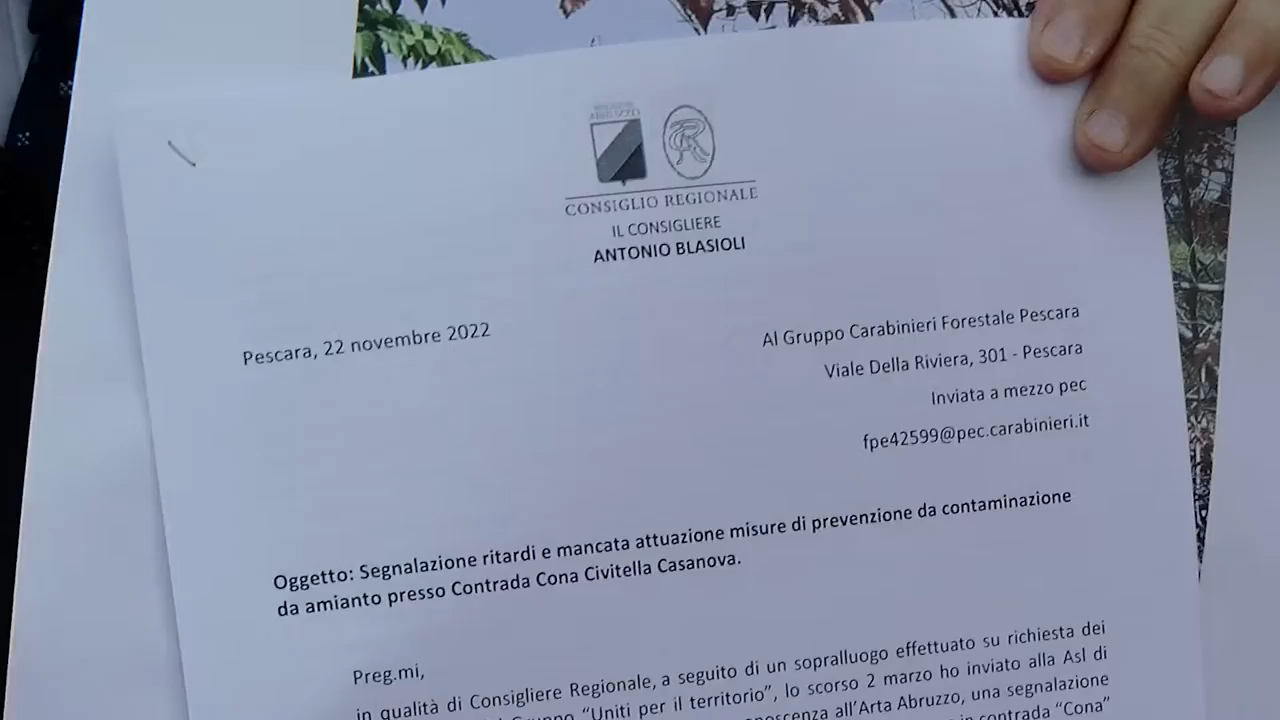 CONSIGLIO REGIONALE
IL CONSIGLIERE
ANTONIO BLASIOLI
Pescara, 22 novembre 2022
Al Gruppo Carabinieri Forestale Pescara
Viale Della Riviera, 301 - Pescara
Inviata a mezzo pec
fpe42599@pec.carabinieri.it
Oggetto: Segnalazione ritardi e mancata attuazione misure di prevenzione da contaminazione
da amianto presso Contrada Cona Civitella Casanova.
Preg.mi,
in qualità di Consigliere Regionale, a seguito di un sopralluogo effettuato su richiesta dei
"Uniti per il territorio", lo scorso 2 marzo ho inviato alla Asl di
all'Arta Abruzzo, una segnalazione
contrada "Cona"